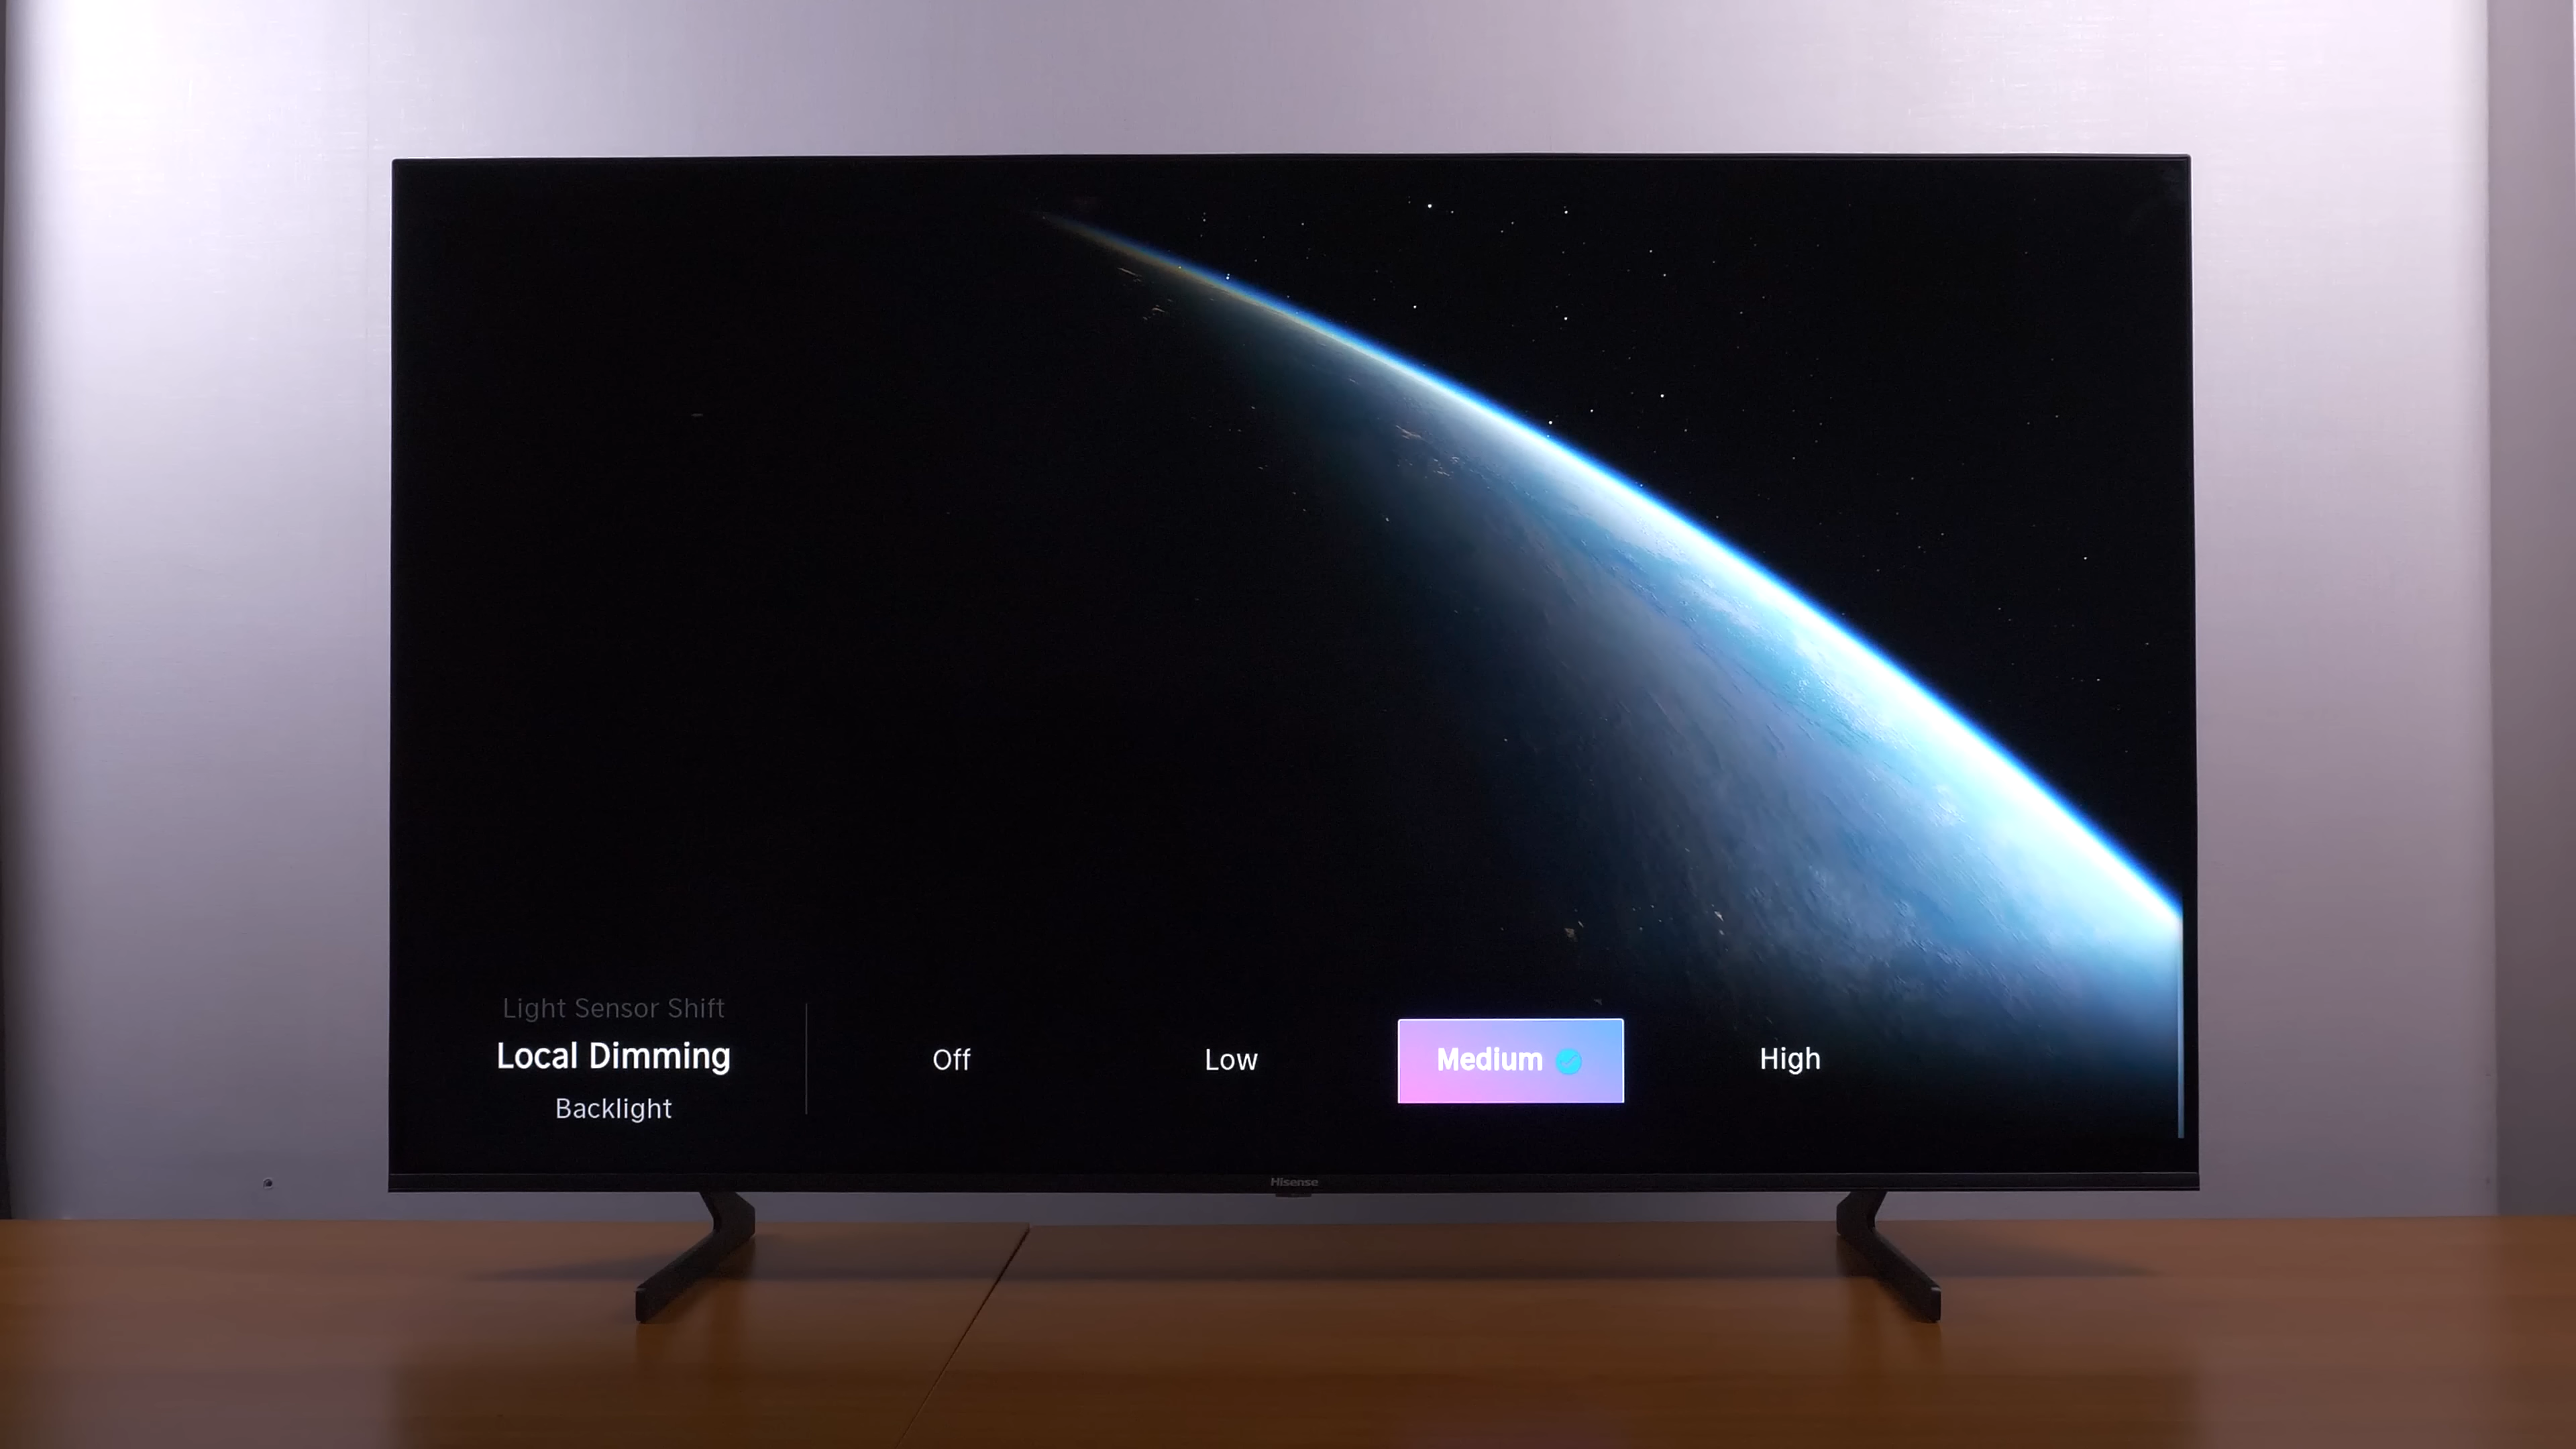 Light Sensor Shift
Local Dimming
Backlight
Off
Low
Medium
High
Hisense